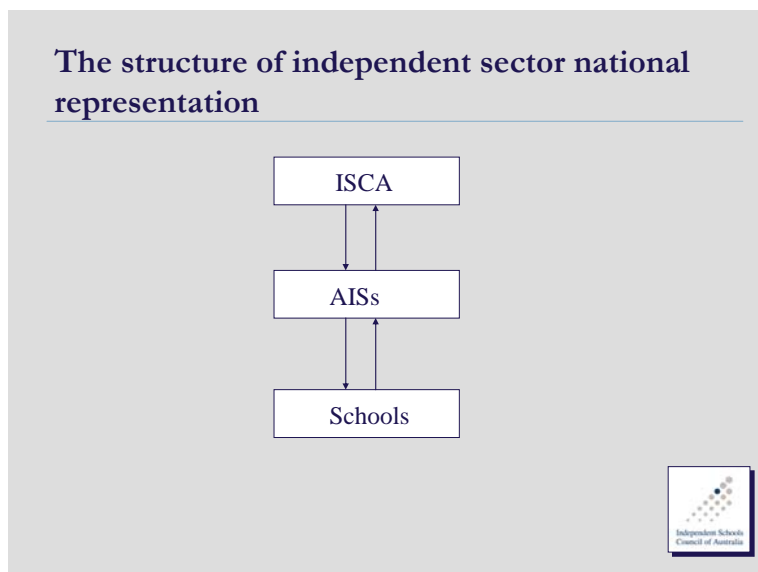 The structure of independent sector national
representation
ISCA
AISs
Schools
Independent Schools
Council of Australia